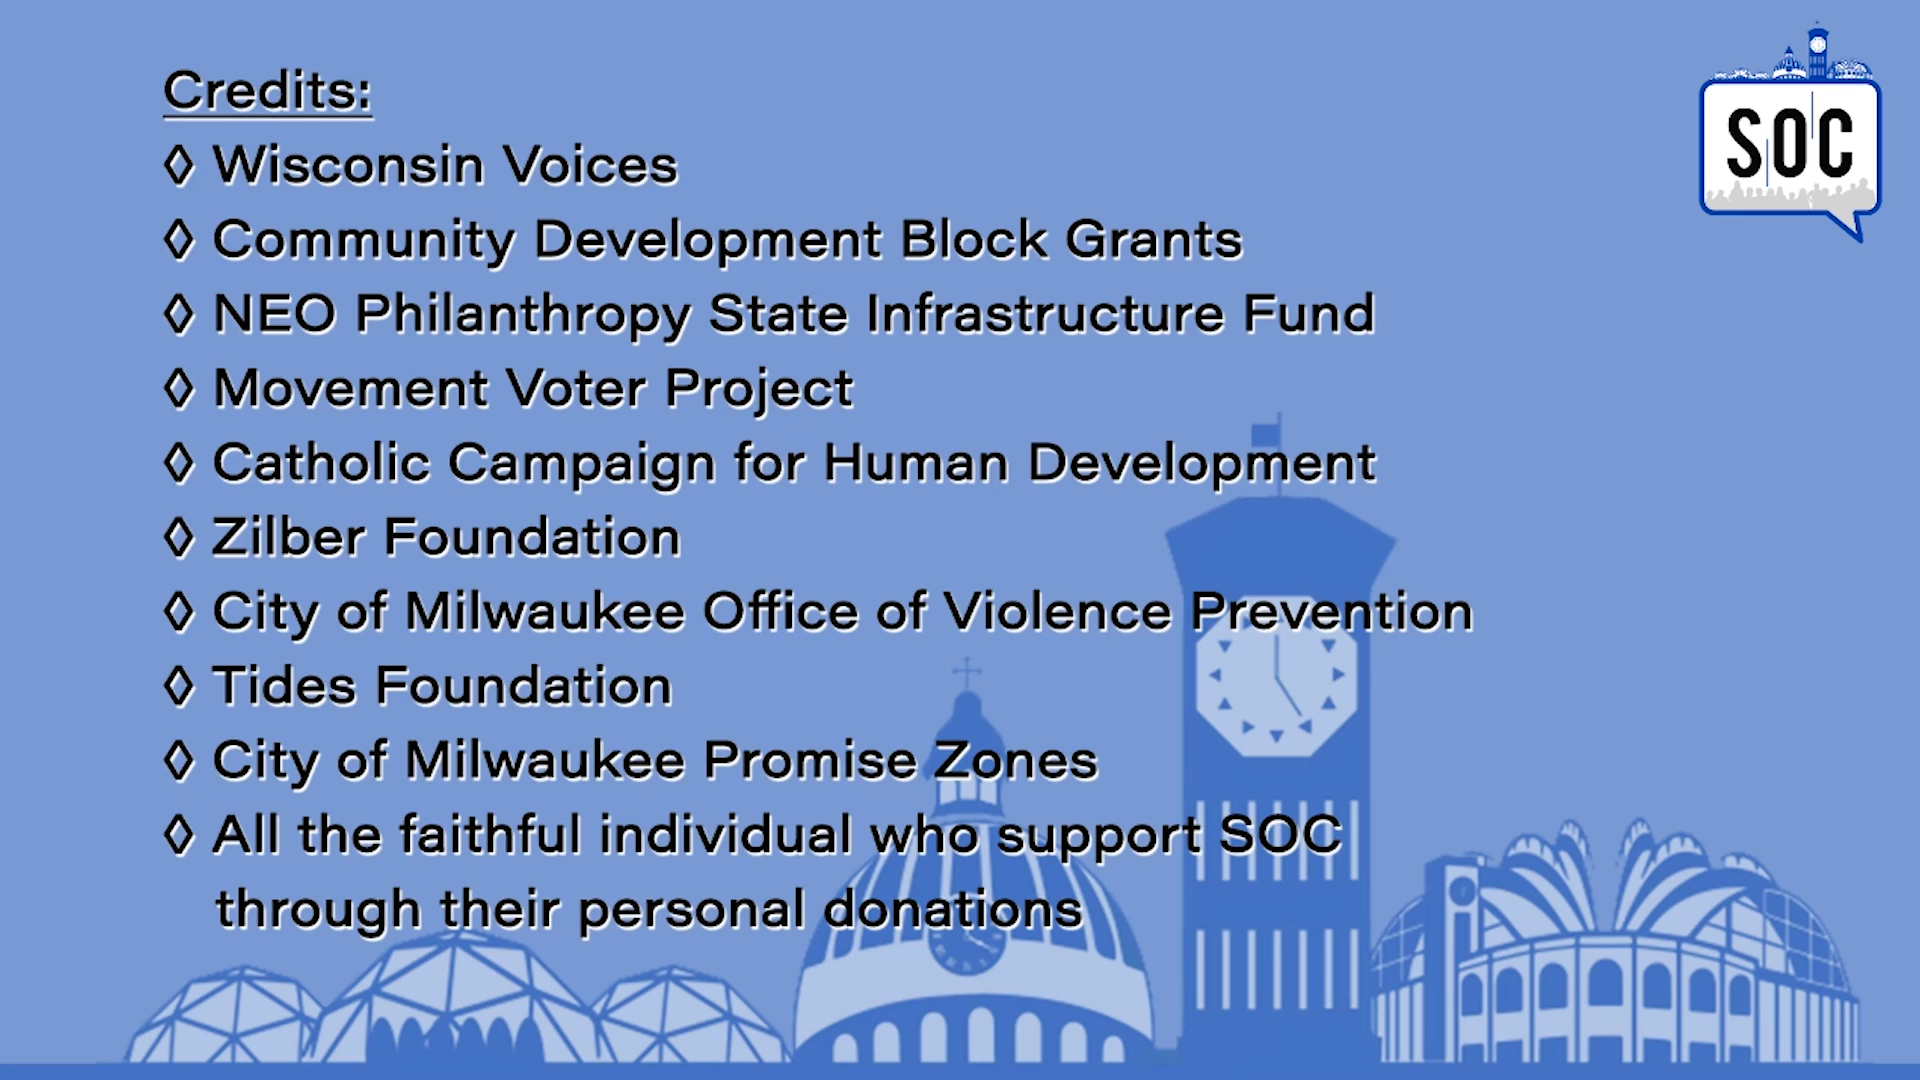 Credits:
◊ Wisconsin Voices
◊ Community Development Block Grants
◊ NEO Philanthropy State Infrastructure Fund
◊ Movement Voter Project
◊ Catholic Campaign for Human Development
◊ Zilber Foundation
◊ City of Milwaukee Office of Violence Prevention
◊ Tides Foundation
◊ City of Milwaukee Promise Zones
◊ All the faithful individual who support SOC
through their personal donations
SOC